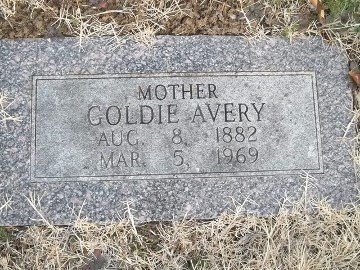 MOTHER
GOLDIE AVERY
AUG. 8, 1882
MAR. 5, 1969